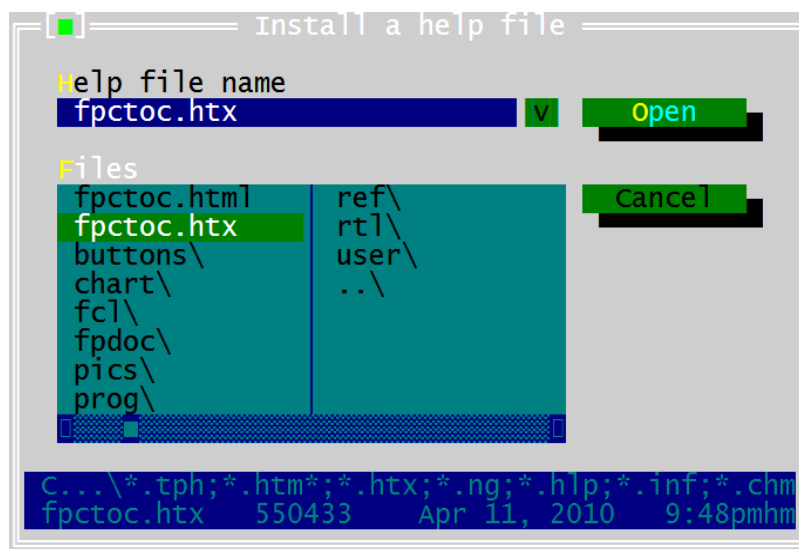 [■] Install a help file
Help file name
fpctoc.htx v Open
Files
fpctoc.html ref\ Cancel
fpctoc.htx rtl\
buttons\ user\
chart\ ..\
fcl\
fpdoc\
pics\
prog\
C...\*.tph;*.htm*;*.htx;*.ng;*.hlp;*.inf;*.chm
fpctoc.htx 550433 Apr 11, 2010 9:48pmhm